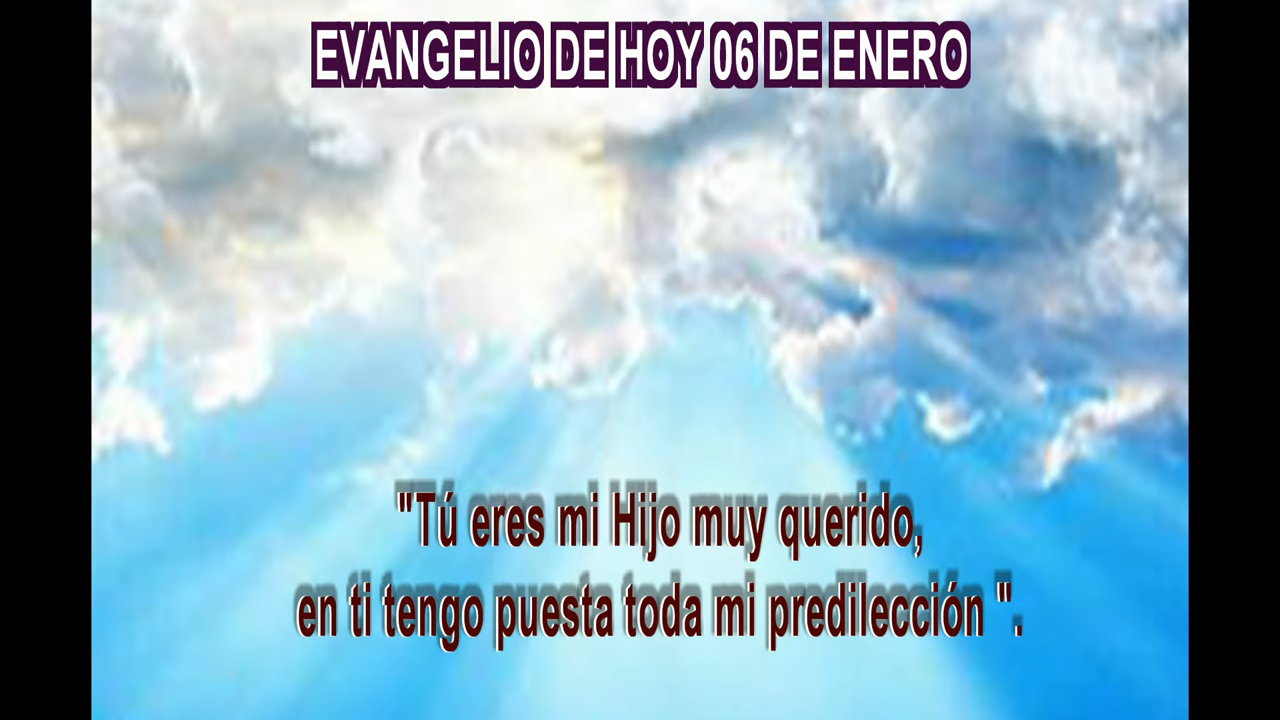 EVANGELIO DE HOY 06 DE ENERO
"Tú eres mi Hijo muy querido,
en ti tengo puesta toda mi predilección ".